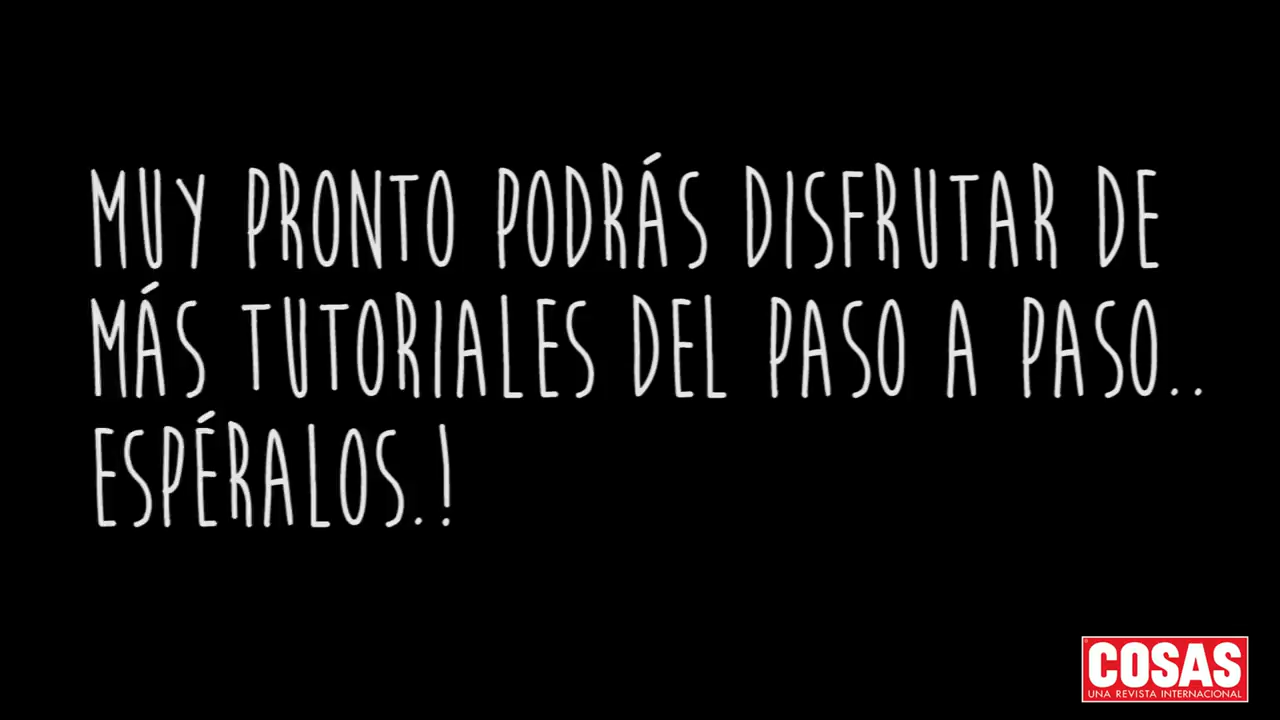 MUY PRONTO PODRÁS DISFRUTAR DE
MÁS TUTORIALES DEL PASO A PASO..
ESPÉRALOS.!
COSAS
UNA REVISTA INTERNACIONAL